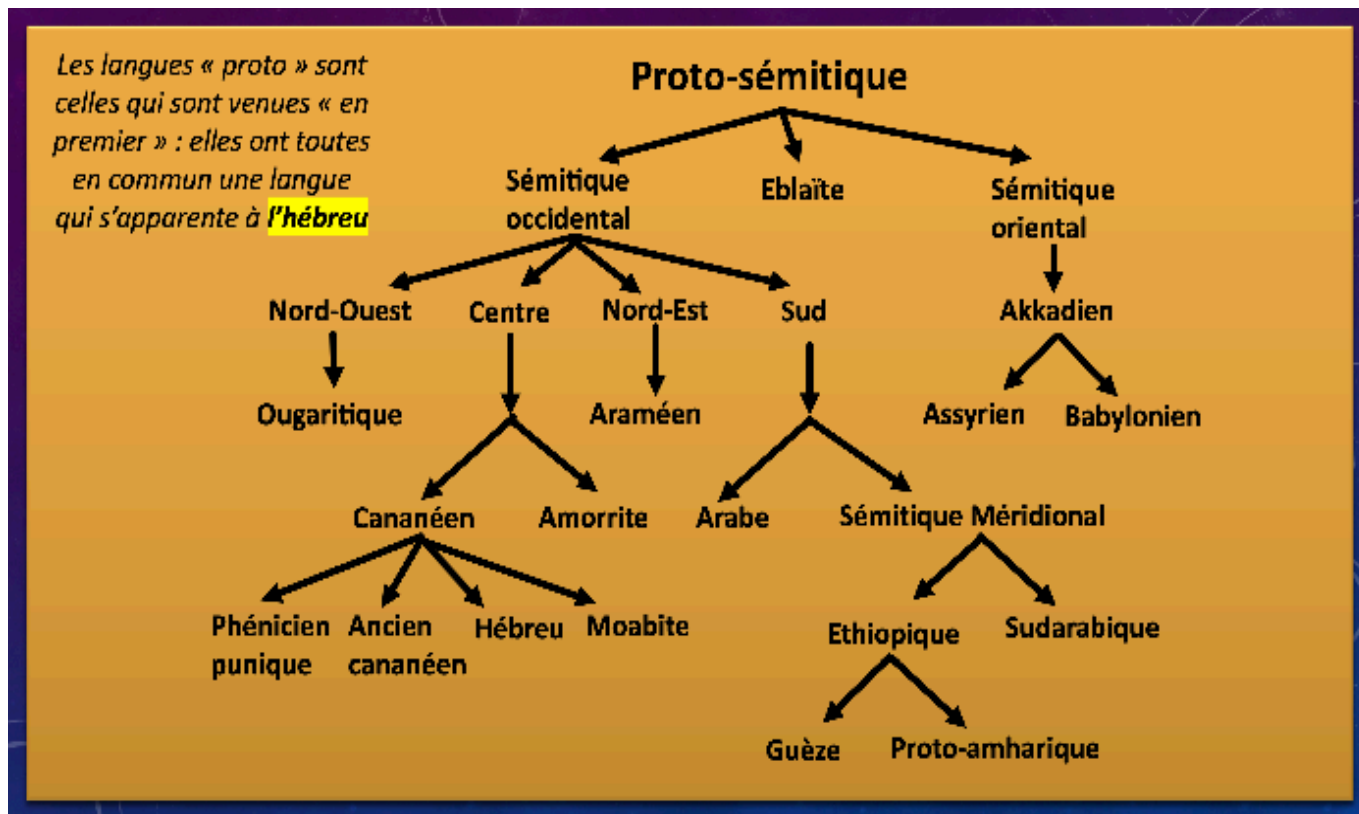 Les langues « proto » sont
celles qui sont venues « en
premier » : elles ont toutes
en commun une langue
qui s'apparente à l'hébreu
Proto-sémitique
Sémitique
occidental
Eblaïte
Sémitique
oriental
Nord-Ouest
Centre
Nord-Est
Sud
Akkadien
Ougaritique
Araméen
Assyrien
Babylonien
Cananéen
Amorrite
Arabe
Sémitique Méridional
Phénicien
punique
Ancien
cananéen
Hébreu
Moabite
Ethiopique
Sudarabique
Guèze
Proto-amharique